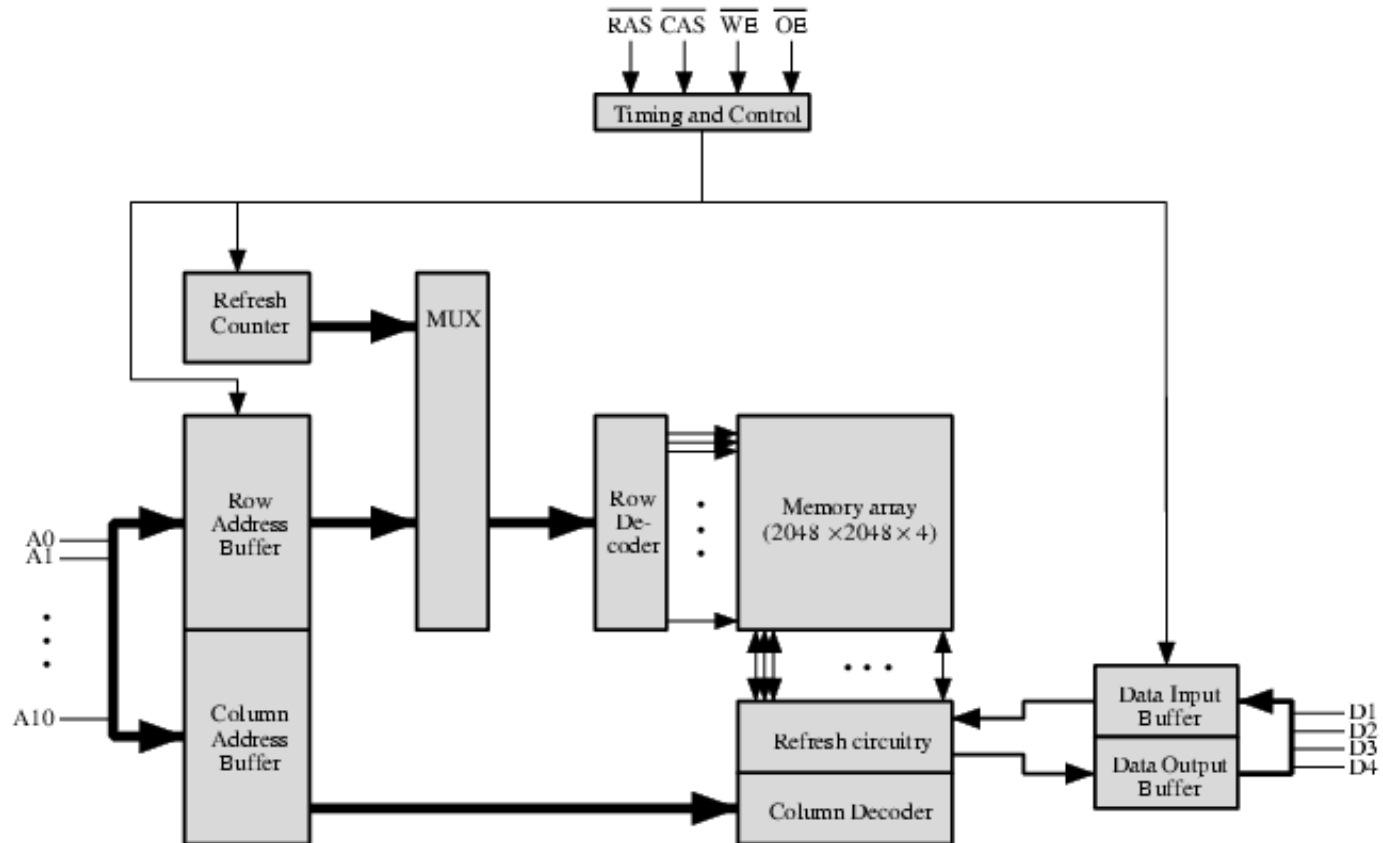 RAS CAS WE OE
Timing and Control
Refresh
Counter
MUX
Row
Address
Buffer
Row
De-
coder
Memory array
(2048 × 2048 × 4)
A0
A1
A10
Column
Address
Buffer
Refresh circuitry
Column Decoder
Data Input
Buffer
Data Output
Buffer
D1
D2
D3
D4